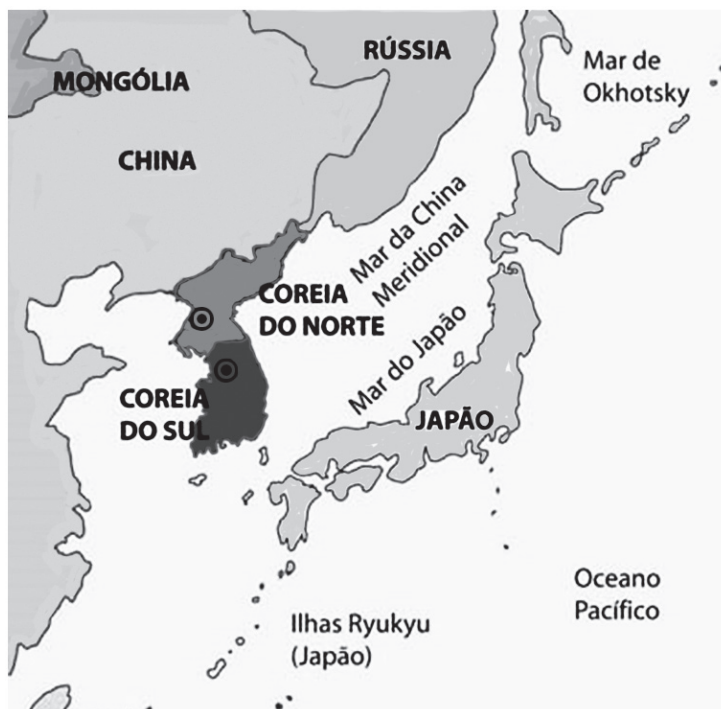 RÚSSIA
Mar de
Okhotsky
MONGÓLIA
CHINA
Mar da China
Meridional
COREIA
DO NORTE
Mar do Japão
COREIA
DO SUL
JAPÃO
Oceano
Pacífico
Ilhas Ryukyu
(Japão)